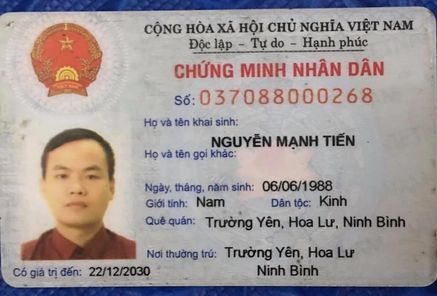 CỘNG HÒA XÃ HỘI CHỦ NGHĨA VIỆT NAM
Độc lập - Tự do - Hạnh phúc
CHỨNG MINH NHÂN DÂN
Số: 037088000268
Họ và tên khai sinh:
NGUYỄN MẠNH TIẾN
Họ và tên gọi khác:
Ngày, tháng, năm sinh: 06/06/1988
Giới tính: Nam Dân tộc: Kinh
Quê quán: Trường Yên, Hoa Lư, Ninh Bình
Nơi thường trú: Trường Yên, Hoa Lư
Ninh Bình
Có giá trị đến: 22/12/2030